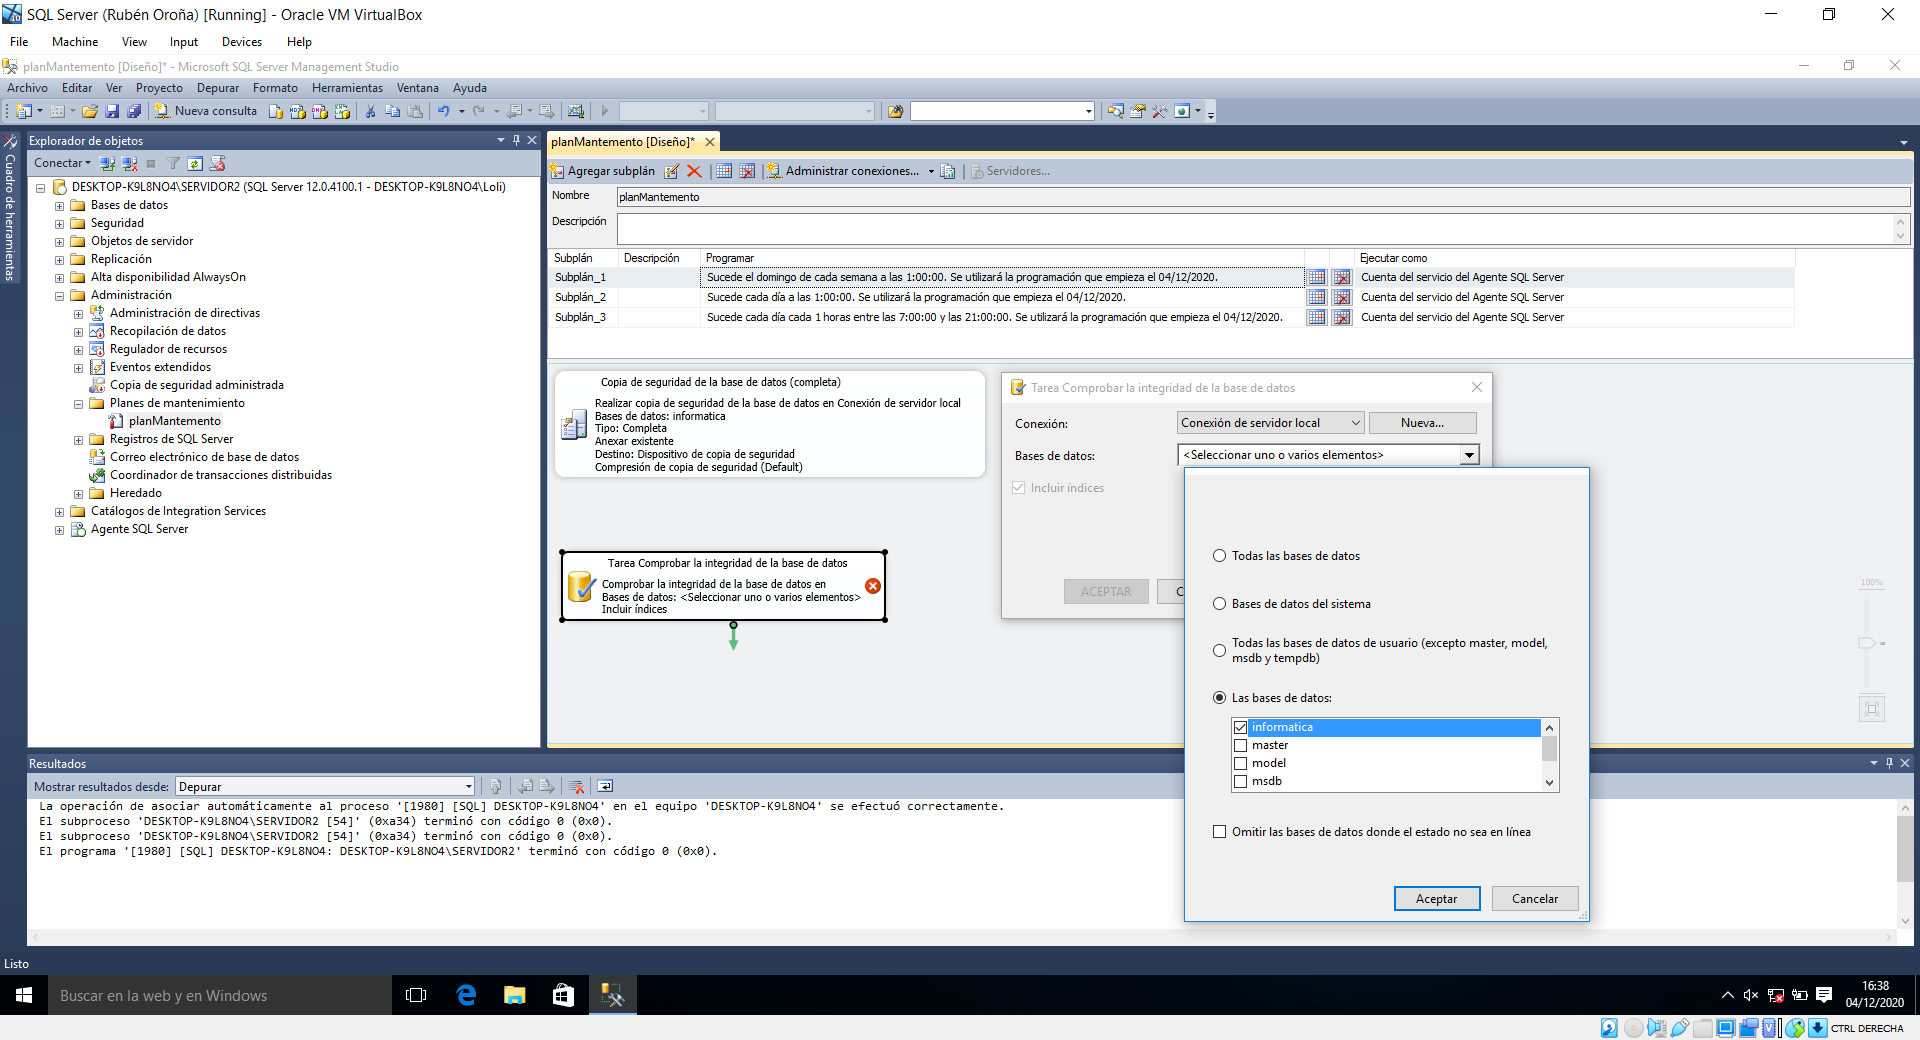 SQL Server (Rubén Oroña) [Running] - Oracle VM VirtualBox
File Machine View Input Devices Help
planMantemento [Diseño]* - Microsoft SQL Server Management Studio
Archivo Editar Ver Proyecto Depurar Formato Herramientas Ventana Ayuda
Nueva consulta
Cuadro de herramientas
Explorador de objetos
Conectar
DESKTOP-K9L8NO4\SERVIDOR2 (SQL Server 12.0.4100.1 - DESKTOP-K9L8NO4\Loli)
Bases de datos
Seguridad
Objetos de servidor
Replicación
Alta disponibilidad AlwaysOn
Administración
Administración de directivas
Recopilación de datos
Regulador de recursos
Eventos extendidos
Copia de seguridad administrada
Planes de mantenimiento
planMantemento
Registros de SQL Server
Correo electrónico de base de datos
Coordinador de transacciones distribuidas
Heredado
Catálogos de Integration Services
Agente SQL Server
planMantemento [Diseño]*
Agregar subplán Administrar conexiones... Servidores...
Nombre planMantemento
Descripción
Subplán Descripción Programar Ejecutar como
Subplán_1 Sucede el domingo de cada semana a las 1:00:00. Se utilizará la programación que empieza el 04/12/2020. Cuenta del servicio del Agente SQL Server
Subplán_2 Sucede cada día a las 1:00:00. Se utilizará la programación que empieza el 04/12/2020. Cuenta del servicio del Agente SQL Server
Subplán_3 Sucede cada día cada 1 horas entre las 7:00:00 y las 21:00:00. Se utilizará la programación que empieza el 04/12/2020. Cuenta del servicio del Agente SQL Server
Copia de seguridad de la base de datos (completa)
Realizar copia de seguridad de la base de datos en Conexión de servidor local
Bases de datos: informatica
Tipo: Completa
Anexar existente
Destino: Dispositivo de copia de seguridad
Compresión de copia de seguridad (Default)
Tarea Comprobar la integridad de la base de datos
Comprobar la integridad de la base de datos en
Bases de datos: <Seleccionar uno o varios elementos>
Incluir índices
Tarea Comprobar la integridad de la base de datos
Conexión: Conexión de servidor local Nueva...
Bases de datos: <Seleccionar uno o varios elementos>
Incluir índices
ACEPTAR C
Todas las bases de datos
Bases de datos del sistema
Todas las bases de datos de usuario (excepto master, model,
msdb y tempdb)
Las bases de datos:
informatica
master
model
msdb
Omitir las bases de datos donde el estado no sea en línea
Aceptar Cancelar
100%
Resultados
Mostrar resultados desde: Depurar
La operación de asociar automáticamente al proceso '[1980] [SQL] DESKTOP-K9L8NO4' en el equipo 'DESKTOP-K9L8NO4' se efectuó correctamente.
El subproceso 'DESKTOP-K9L8NO4\SERVIDOR2 [54]' (0xa34) terminó con código 0 (0x0).
El subproceso 'DESKTOP-K9L8NO4\SERVIDOR2 [54]' (0xa34) terminó con código 0 (0x0).
El programa '[1980] [SQL] DESKTOP-K9L8NO4: DESKTOP-K9L8NO4\SERVIDOR2' terminó con código 0 (0x0).
Listo
Buscar en la web y en Windows
16:38
04/12/2020
CTRL DERECHA